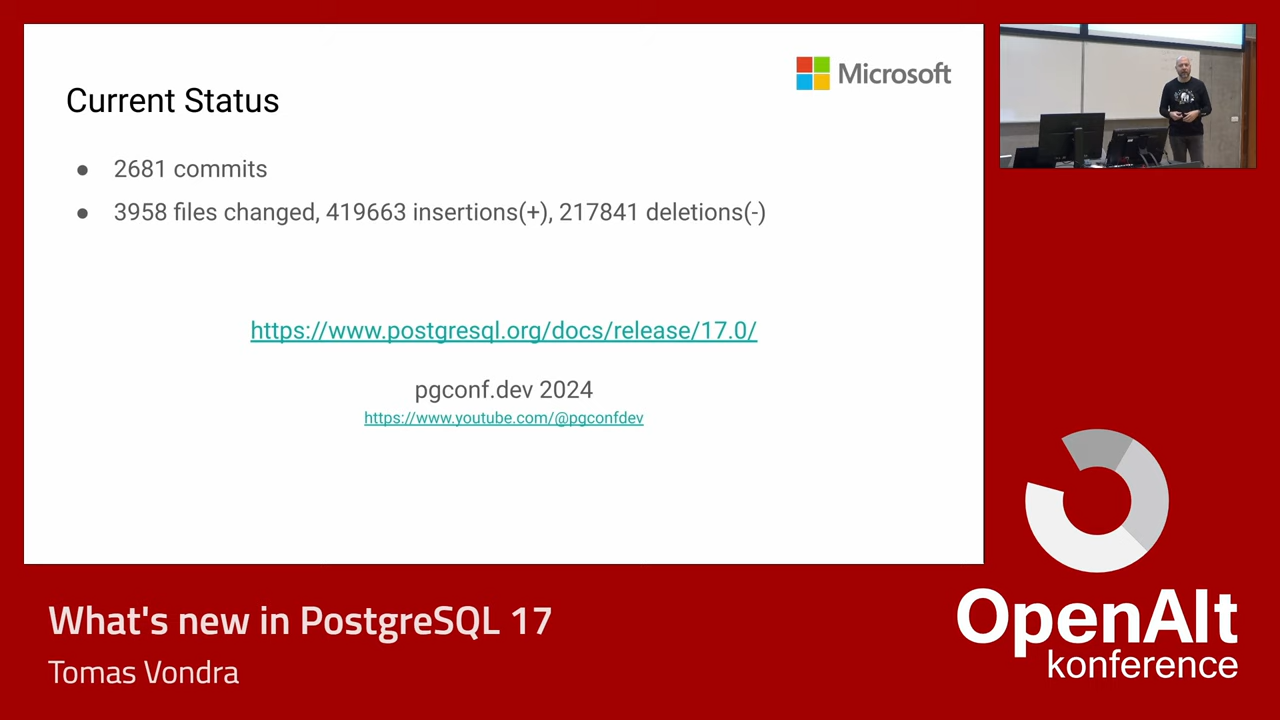 Microsoft
Current Status
● 2681 commits
● 3958 files changed, 419663 insertions(+), 217841 deletions(-)
https://www.postgresql.org/docs/release/17.0/
pgconf.dev 2024
https://www.youtube.com/@pgconfdev
What's new in PostgreSQL 17
Tomas Vondra
OpenAlt
konference